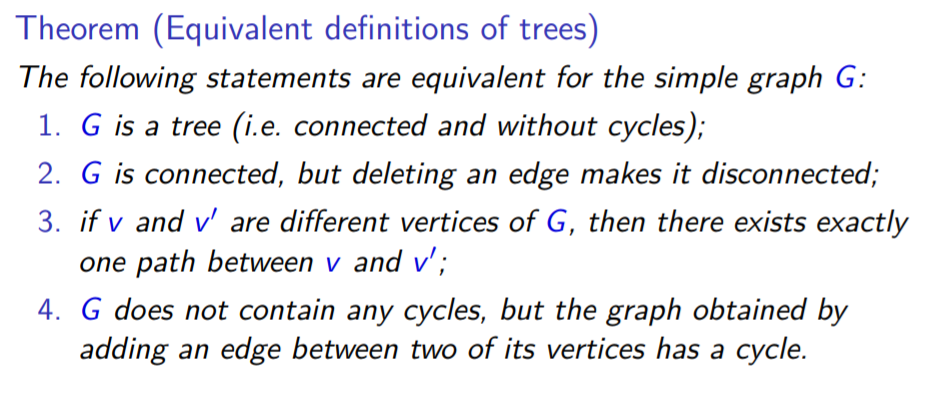 Theorem (Equivalent definitions of trees)
The following statements are equivalent for the simple graph G:
1. G is a tree (i.e. connected and without cycles);
2. G is connected, but deleting an edge makes it disconnected;
3. if v and v′ are different vertices of G, then there exists exactly
one path between v and v′;
4. G does not contain any cycles, but the graph obtained by
adding an edge between two of its vertices has a cycle.